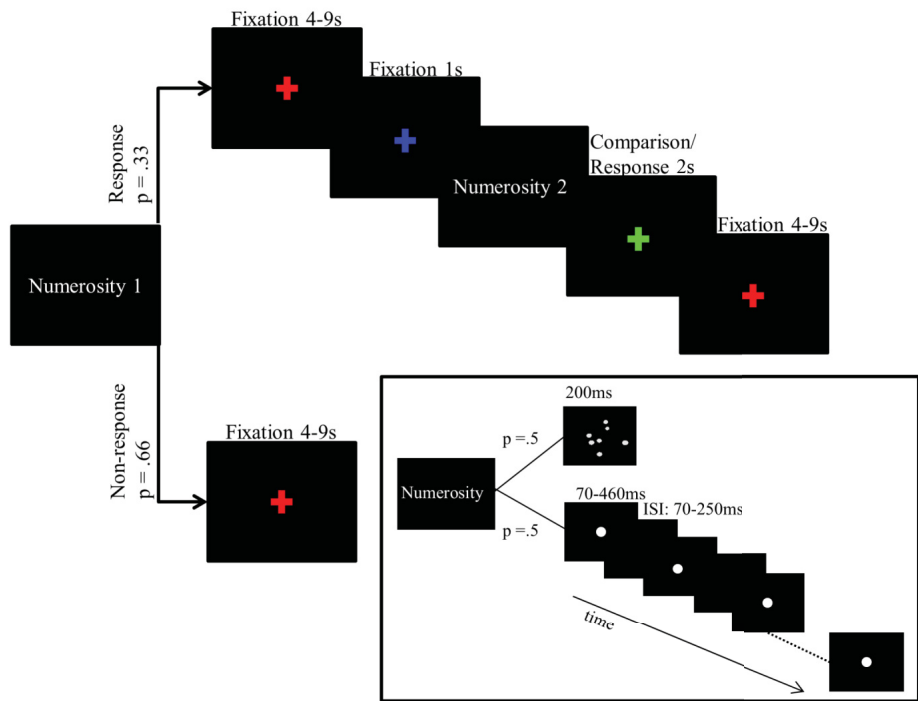 Fixation 4-9s
Fixation 1s
Response
p = .33
Numerosity 2
Comparison/
Response 2s
Fixation 4-9s
Numerosity 1
Non-response
p = .66
Fixation 4-9s
200ms
p =.5
Numerosity
70-460ms
ISI: 70-250ms
p =.5
time